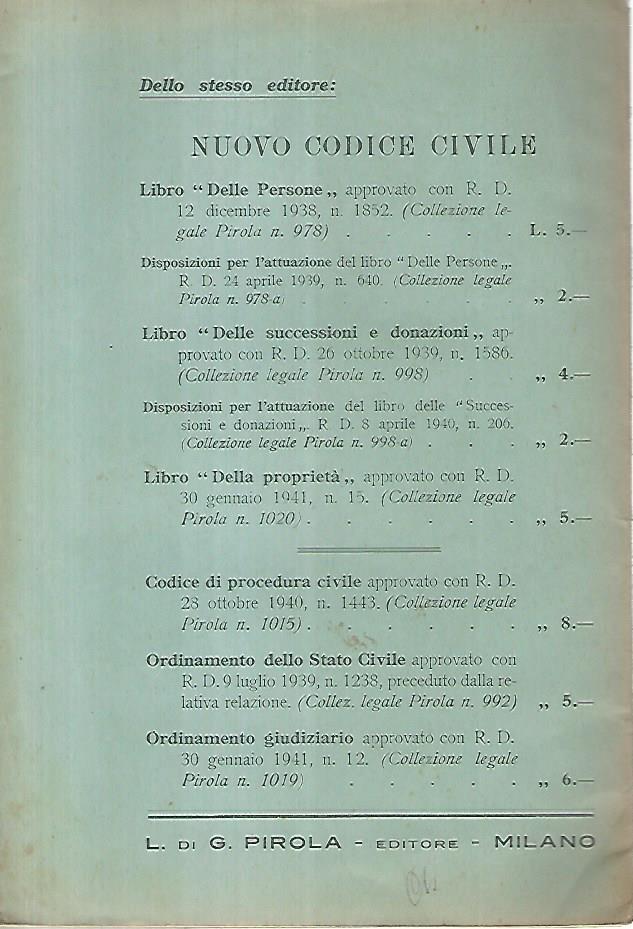 Dello stesso editore:
NUOVO CODICE CIVILE
Libro “Delle Persone„ approvato con R. D.
12 dicembre 1938, n. 1852. (Collezione le-
gale Pirola n. 978) . . . . . L. 5.—
Disposizioni per l'attuazione del libro “Delle Persone„.
R. D. 24 aprile 1939, n. 640. (Collezione legale
Pirola n. 978-a) . . . . . . „ 2.—
Libro “Delle successioni e donazioni„ ap-
provato con R. D. 26 ottobre 1939, n. 1586.
(Collezione legale Pirola n. 998) . . „ 4.—
Disposizioni per l'attuazione del libro delle “Succes-
sioni e donazioni„. R D. 8 aprile 1940, n. 206.
(Collezione legale Pirola n. 998-a) . . . „ 2.—
Libro “Della proprietà„ approvato con R. D.
30 gennaio 1941, n. 15. (Collezione legale
Pirola n. 1020) . . . . . . „ 5.—
Codice di procedura civile approvato con R. D.
28 ottobre 1940, n. 1443. (Collezione legale
Pirola n. 1015) . . . . . . „ 8.—
Ordinamento dello Stato Civile approvato con
R. D. 9 luglio 1939, n. 1238, preceduto dalla re-
lativa relazione. (Collez. legale Pirola n. 992) „ 5.—
Ordinamento giudiziario approvato con R. D.
30 gennaio 1941, n. 12. (Collezione legale
Pirola n. 1019) . . . . . „ 6.—
L. DI G. PIROLA - EDITORE - MILANO